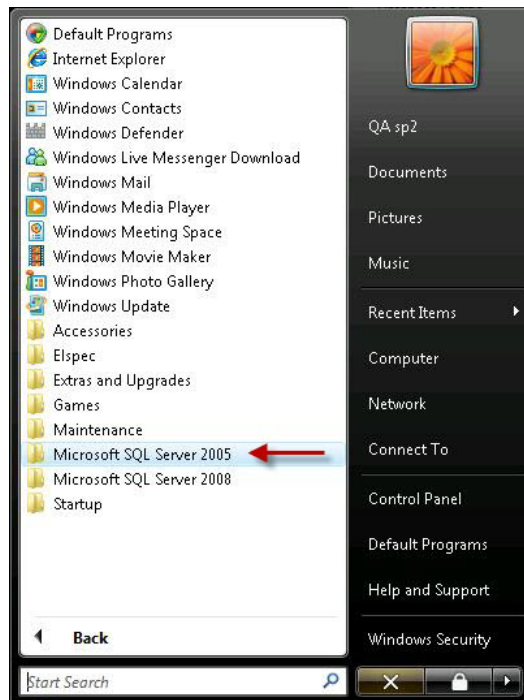 Default Programs
Internet Explorer
Windows Calendar
Windows Contacts
Windows Defender
Windows Live Messenger Download
Windows Mail
Windows Media Player
Windows Meeting Space
Windows Movie Maker
Windows Photo Gallery
Windows Update
Accessories
Elspec
Extras and Upgrades
Games
Maintenance
Microsoft SQL Server 2005
Microsoft SQL Server 2008
Startup
Back
Start Search
QA sp2
Documents
Pictures
Music
Recent Items
Computer
Network
Connect To
Control Panel
Default Programs
Help and Support
Windows Security